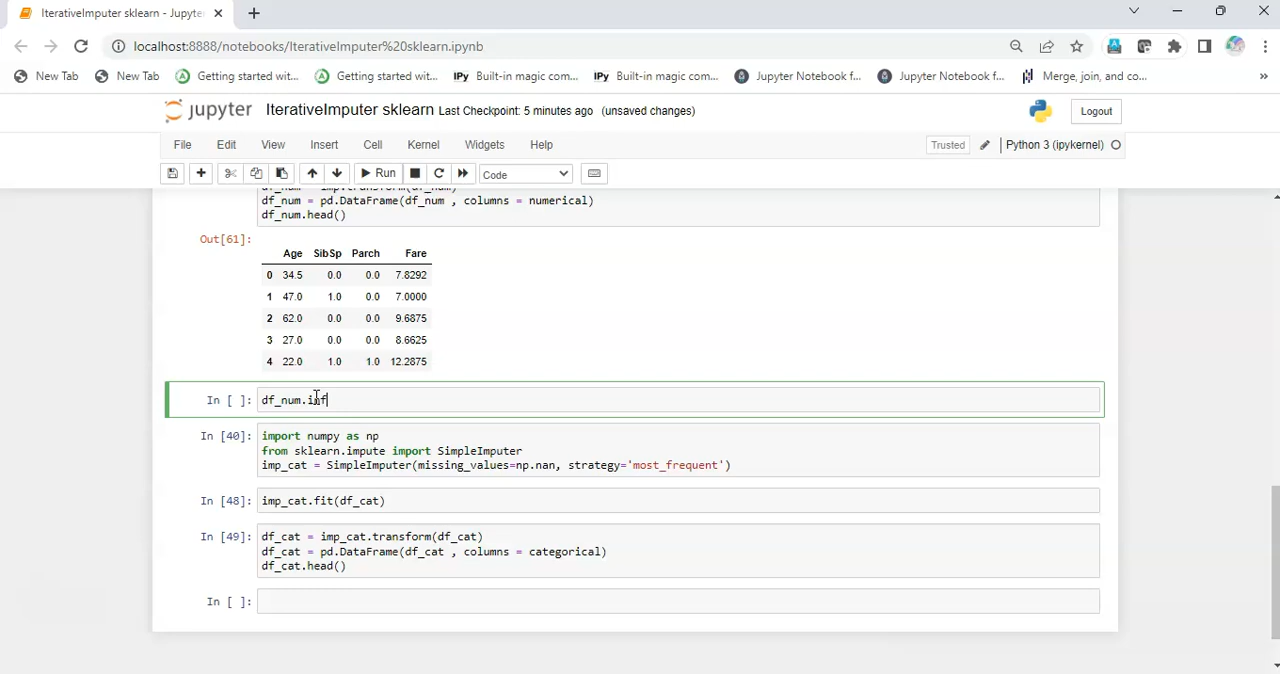 IterativeImputer sklearn - Jupyte
localhost:8888/notebooks/IterativeImputer%20sklearn.ipynb
New Tab
New Tab
Getting started wit...
Getting started wit...
IPy Built-in magic com...
IPy Built-in magic com...
Jupyter Notebook f...
Jupyter Notebook f...
Merge, join, and co...
»
jupyter IterativeImputer sklearn Last Checkpoint: 5 minutes ago (unsaved changes)
Logout
File Edit View Insert Cell Kernel Widgets Help
Trusted Python 3 (ipykernel)
Run Code
df_num = imp.transform(df_num)
df_num = pd.DataFrame(df_num , columns = numerical)
df_num.head()
Out[61]:
Age SibSp Parch Fare
0 34.5 0.0 0.0 7.8292
1 47.0 1.0 0.0 7.0000
2 62.0 0.0 0.0 9.6875
3 27.0 0.0 0.0 8.6625
4 22.0 1.0 1.0 12.2875
In [ ]: df_num.inf
In [40]: import numpy as np
from sklearn.impute import SimpleImputer
imp_cat = SimpleImputer(missing_values=np.nan, strategy='most_frequent')
In [48]: imp_cat.fit(df_cat)
In [49]: df_cat = imp_cat.transform(df_cat)
df_cat = pd.DataFrame(df_cat , columns = categorical)
df_cat.head()
In [ ]: